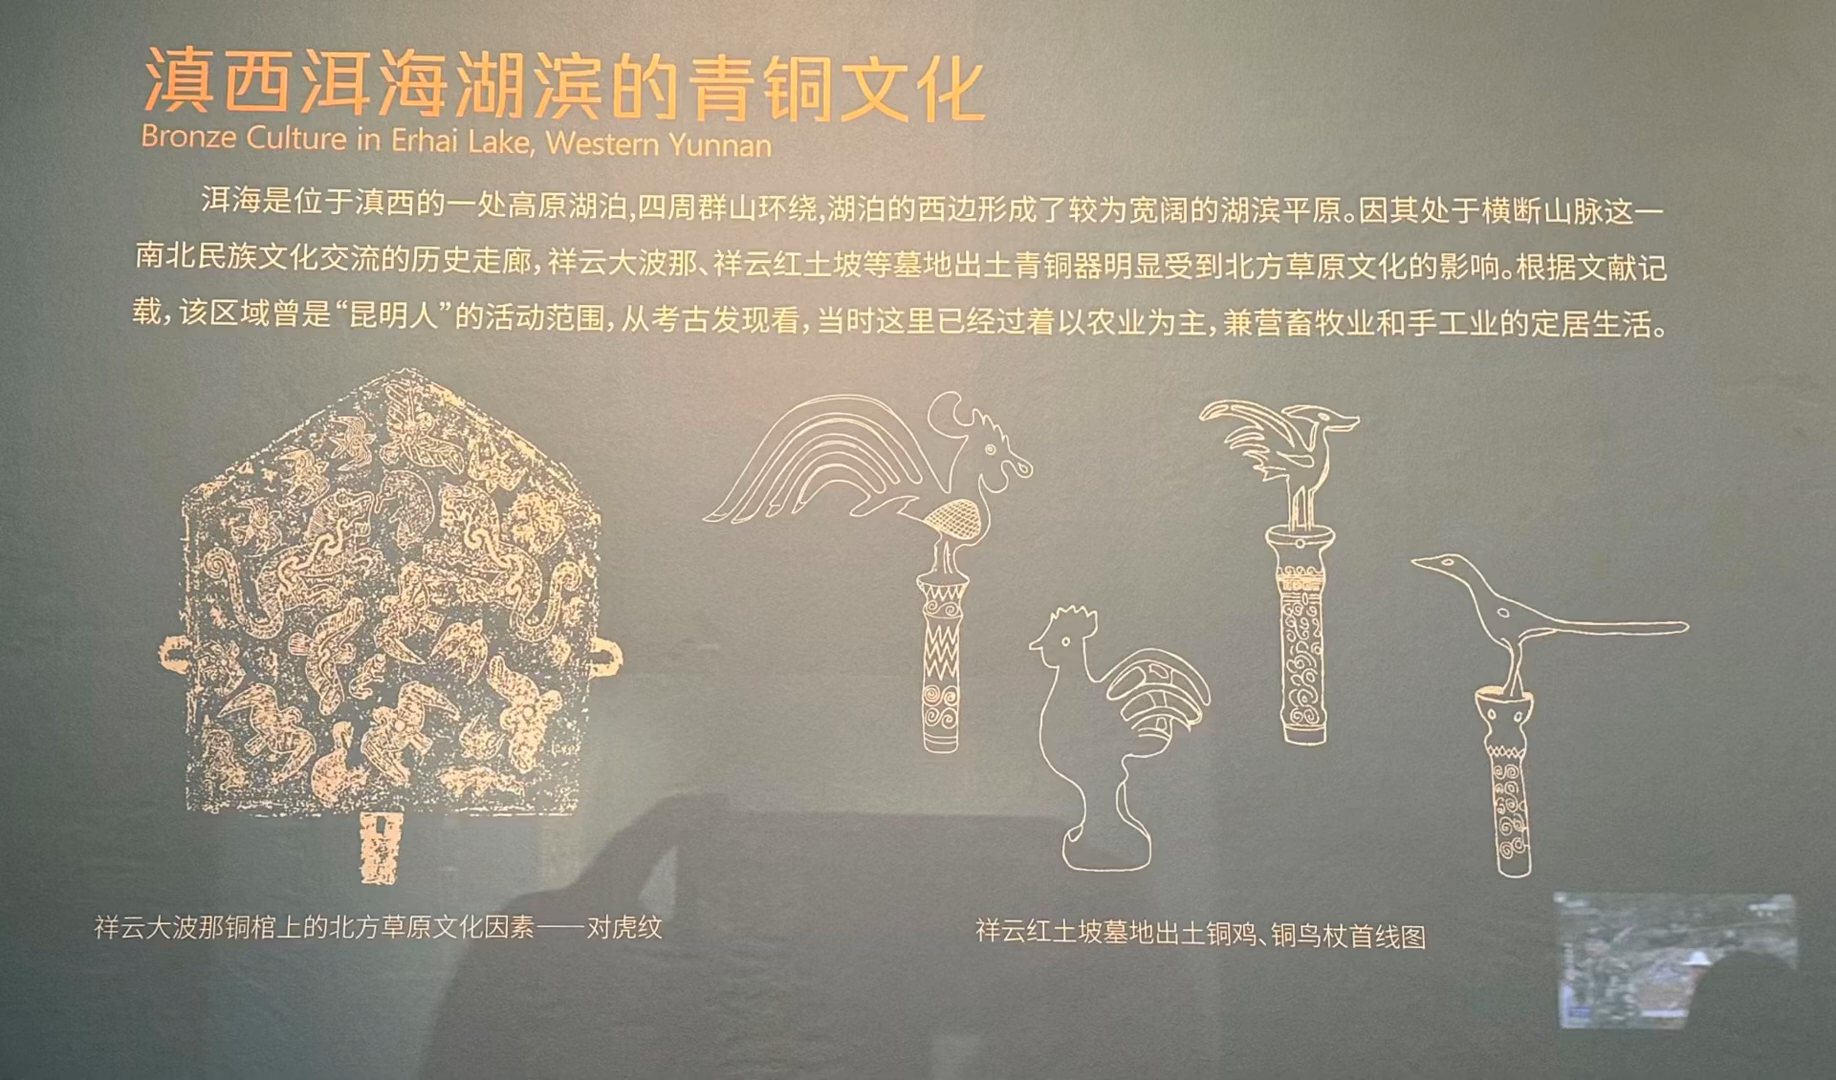 滇西洱海湖滨的青铜文化
Bronze Culture in Erhai Lake, Western Yunnan
洱海是位于滇西的一处高原湖泊,四周群山环绕,湖泊的西边形成了较为宽阔的湖滨平原。因其处于横断山脉这一
南北民族文化交流的历史走廊,祥云大波那、祥云红土坡等墓地出土青铜器明显受到北方草原文化的影响。根据文献记
载,该区域曾是“昆明人”的活动范围,从考古发现看,当时这里已经过着以农业为主,兼营畜牧业和手工业的定居生活。
祥云大波那铜棺上的北方草原文化因素——对虎纹
祥云红土坡墓地出土铜鸡、铜鸟杖首线图